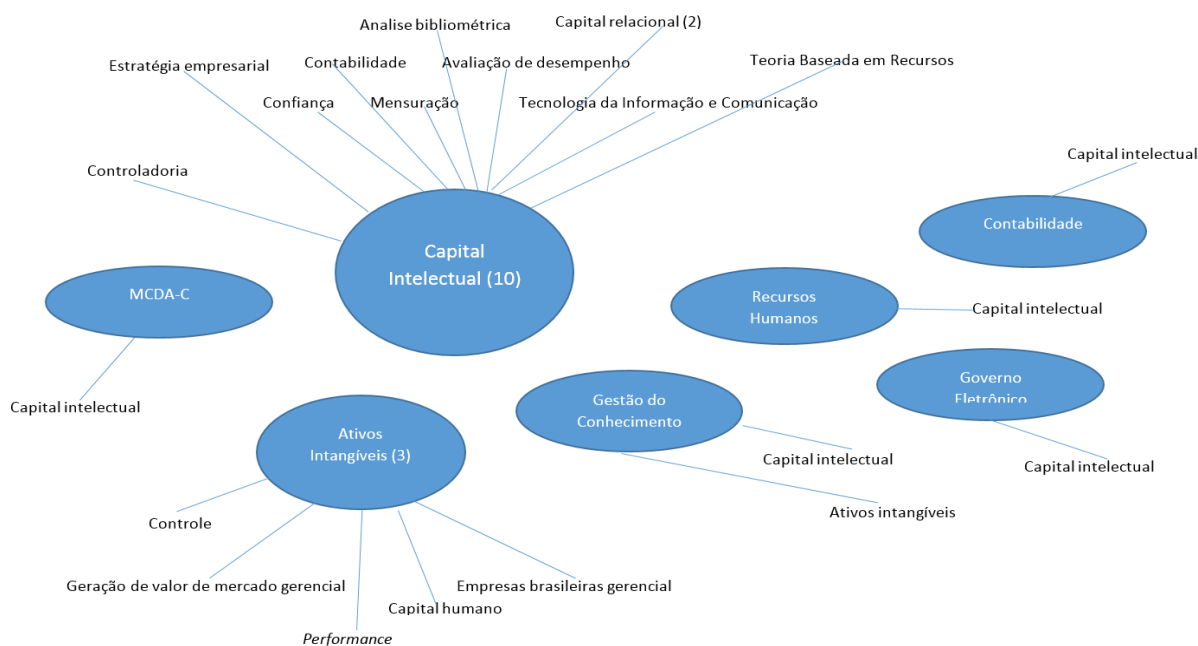 Analise bibliométrica
Capital relacional (2)
Estratégia empresarial
Contabilidade
Avaliação de desempenho
Teoria Baseada em Recursos
Confiança
Mensuração
Tecnologia da Informação e Comunicação
Controladoria
Capital intelectual
Contabilidade
Capital
Intelectual (10)
MCDA-C
Recursos
Humanos
Capital intelectual
Capital intelectual
Governo
Eletrônico
Gestão do
Conhecimento
Ativos
Intangíveis (3)
Capital intelectual
Capital intelectual
Ativos intangíveis
Controle
Geração de valor de mercado gerencial
Empresas brasileiras gerencial
Capital humano
Performance